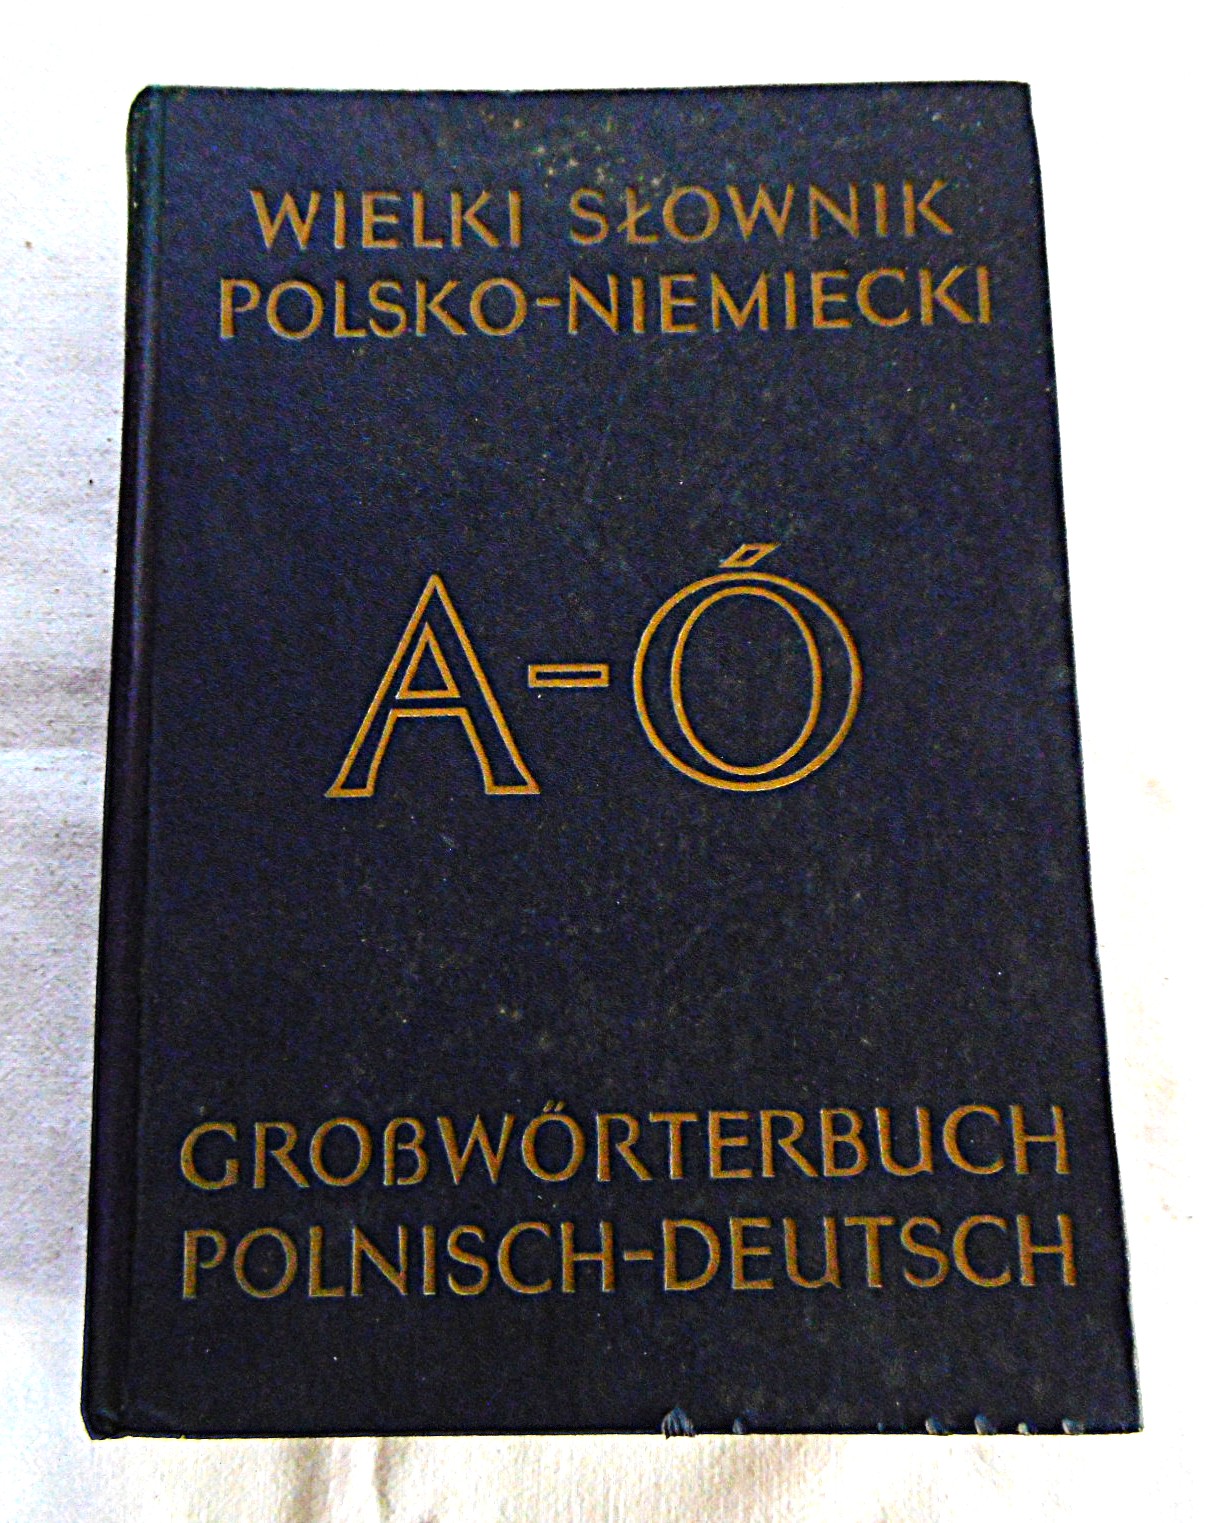 WIELKI SŁOWNIK
POLSKO-NIEMIECKI
A-Ó
GROßWÖRTERBUCH
POLNISCH-DEUTSCH